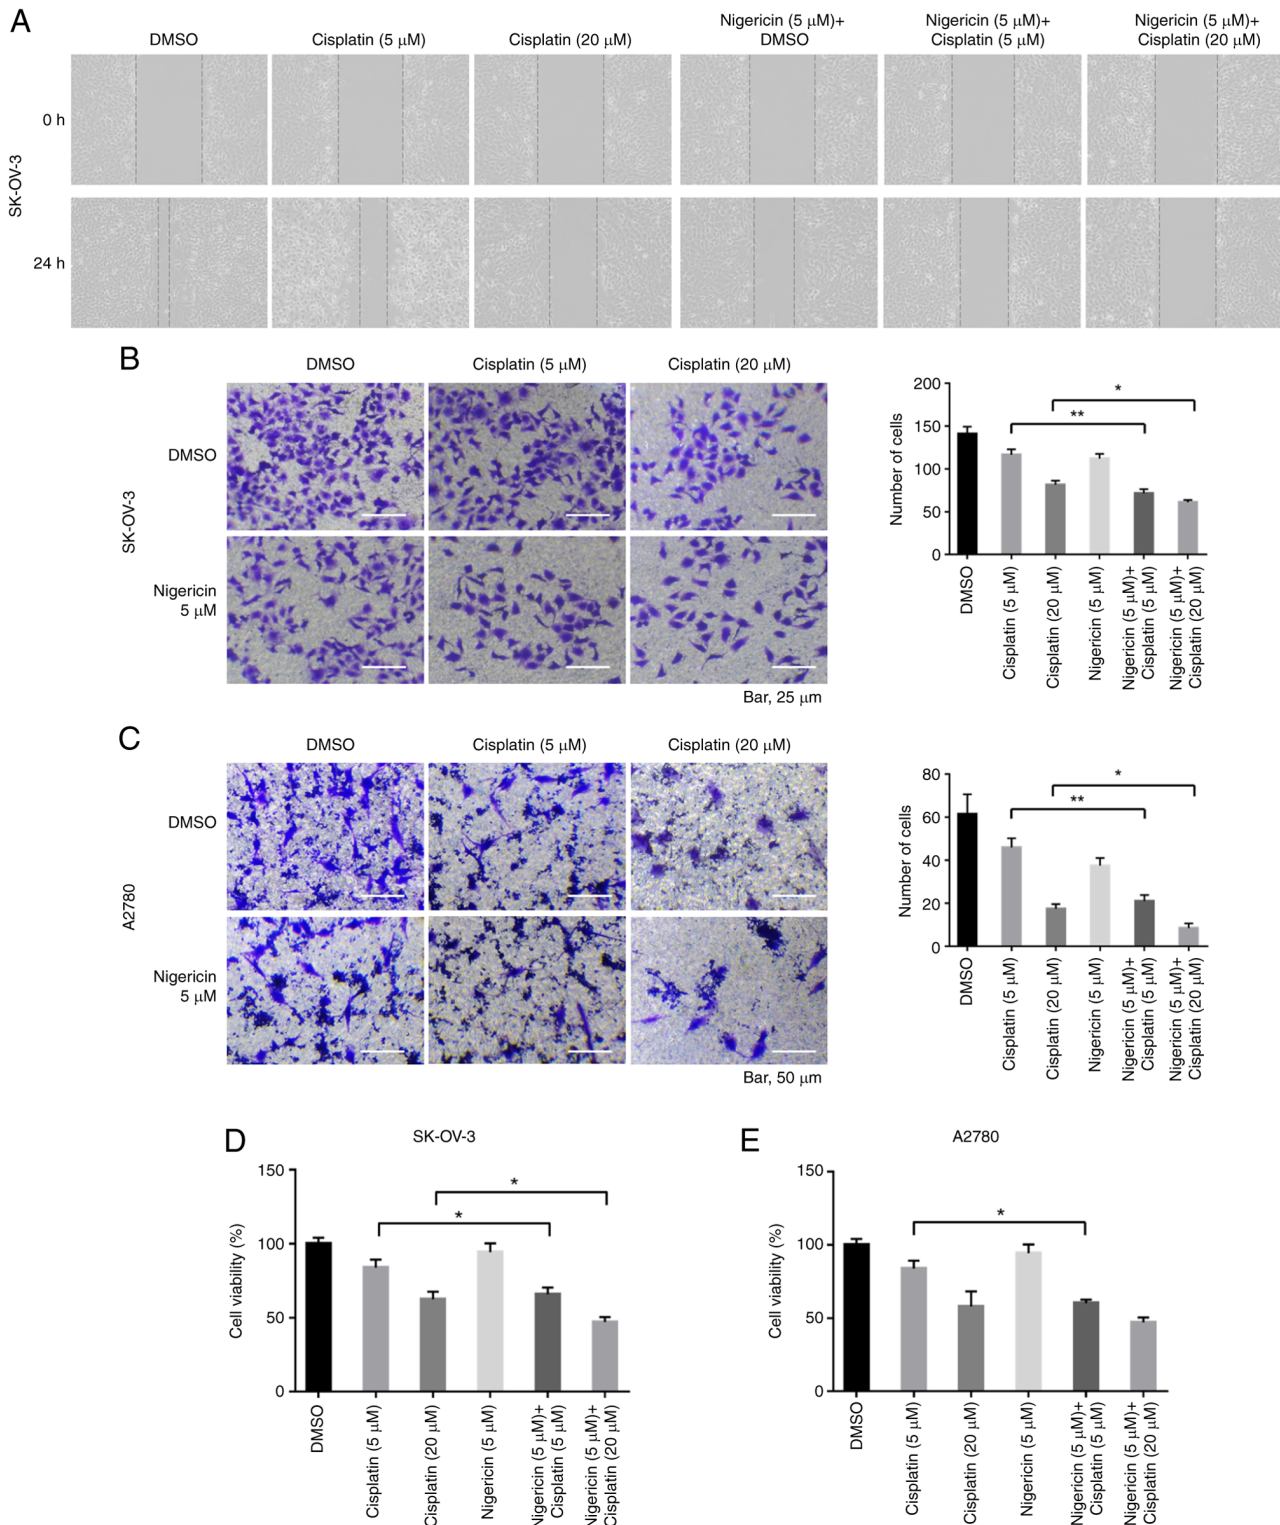 A
DMSO
Cisplatin (5 μM)
Cisplatin (20 μM)
Nigericin (5 μM)+
DMSO
Nigericin (5 μM)+
Cisplatin (5 μM)
Nigericin (5 μM)+
Cisplatin (20 μM)
SK-OV-3
0 h
24 h
B
DMSO
Cisplatin (5 μM)
Cisplatin (20 μM)
SK-OV-3
DMSO
Nigericin
5 μM
Bar, 25 μm
200
150
100
50
0
Number of cells
*
**
DMSO
Cisplatin (5 μM)
Cisplatin (20 μM)
Nigericin (5 μM)
Nigericin (5 μM)+
Cisplatin (5 μM)
Nigericin (5 μM)+
Cisplatin (20 μM)
C
DMSO
Cisplatin (5 μM)
Cisplatin (20 μM)
A2780
DMSO
Nigericin
5 μM
Bar, 50 μm
80
60
40
20
0
Number of cells
*
**
DMSO
Cisplatin (5 μM)
Cisplatin (20 μM)
Nigericin (5 μM)
Nigericin (5 μM)+
Cisplatin (5 μM)
Nigericin (5 μM)+
Cisplatin (20 μM)
D
SK-OV-3
150
100
50
0
Cell viability (%)
*
*
DMSO
Cisplatin (5 μM)
Cisplatin (20 μM)
Nigericin (5 μM)
Nigericin (5 μM)+
Cisplatin (5 μM)
Nigericin (5 μM)+
Cisplatin (20 μM)
E
A2780
150
100
50
0
Cell viability (%)
*
DMSO
Cisplatin (5 μM)
Cisplatin (20 μM)
Nigericin (5 μM)
Nigericin (5 μM)+
Cisplatin (5 μM)
Nigericin (5 μM)+
Cisplatin (20 μM)